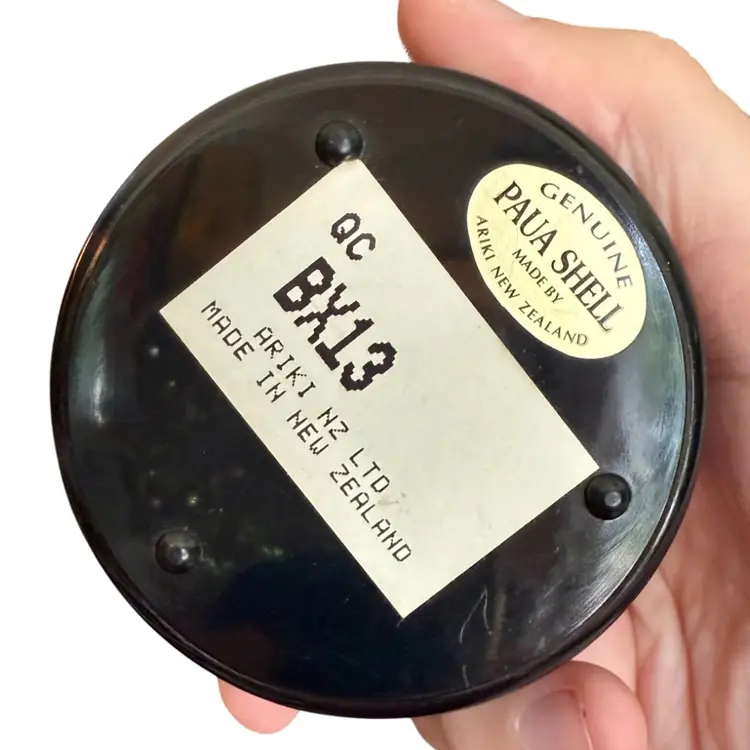 QC
BX13
ARIKI NZ LTD
MADE IN NEW ZEALAND
GENUINE
PAUA SHELL
MADE BY
ARIKI NEW ZEALAND